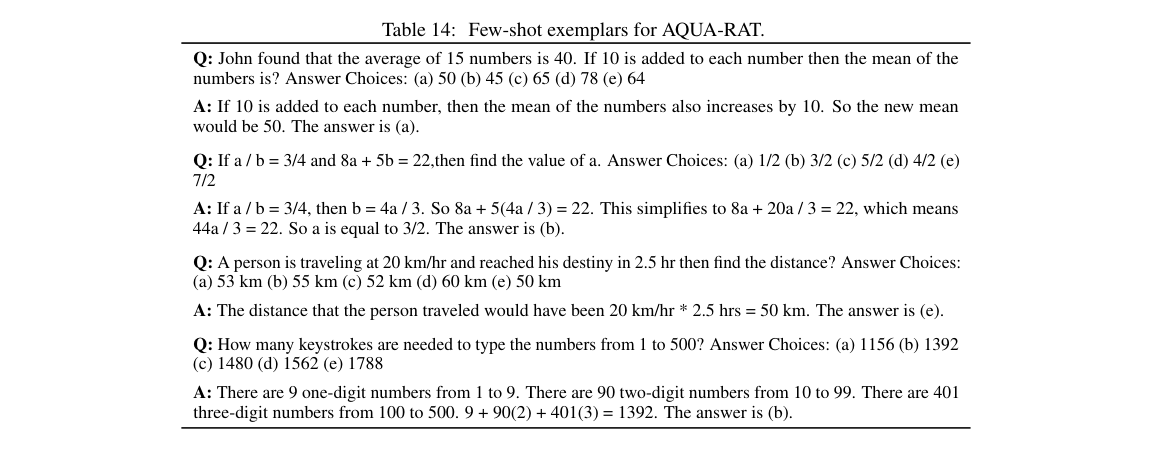 Table 14: Few-shot exemplars for AQUA-RAT.
Q: John found that the average of 15 numbers is 40. If 10 is added to each number then the mean of the
numbers is? Answer Choices: (a) 50 (b) 45 (c) 65 (d) 78 (e) 64
A: If 10 is added to each number, then the mean of the numbers also increases by 10. So the new mean
would be 50. The answer is (a).
Q: If a / b = 3/4 and 8a + 5b = 22,then find the value of a. Answer Choices: (a) 1/2 (b) 3/2 (c) 5/2 (d) 4/2 (e)
7/2
A: If a / b = 3/4, then b = 4a / 3. So 8a + 5(4a / 3) = 22. This simplifies to 8a + 20a / 3 = 22, which means
44a / 3 = 22. So a is equal to 3/2. The answer is (b).
Q: A person is traveling at 20 km/hr and reached his destiny in 2.5 hr then find the distance? Answer Choices:
(a) 53 km (b) 55 km (c) 52 km (d) 60 km (e) 50 km
A: The distance that the person traveled would have been 20 km/hr * 2.5 hrs = 50 km. The answer is (e).
Q: How many keystrokes are needed to type the numbers from 1 to 500? Answer Choices: (a) 1156 (b) 1392
(c) 1480 (d) 1562 (e) 1788
A: There are 9 one-digit numbers from 1 to 9. There are 90 two-digit numbers from 10 to 99. There are 401
three-digit numbers from 100 to 500. 9 + 90(2) + 401(3) = 1392. The answer is (b).